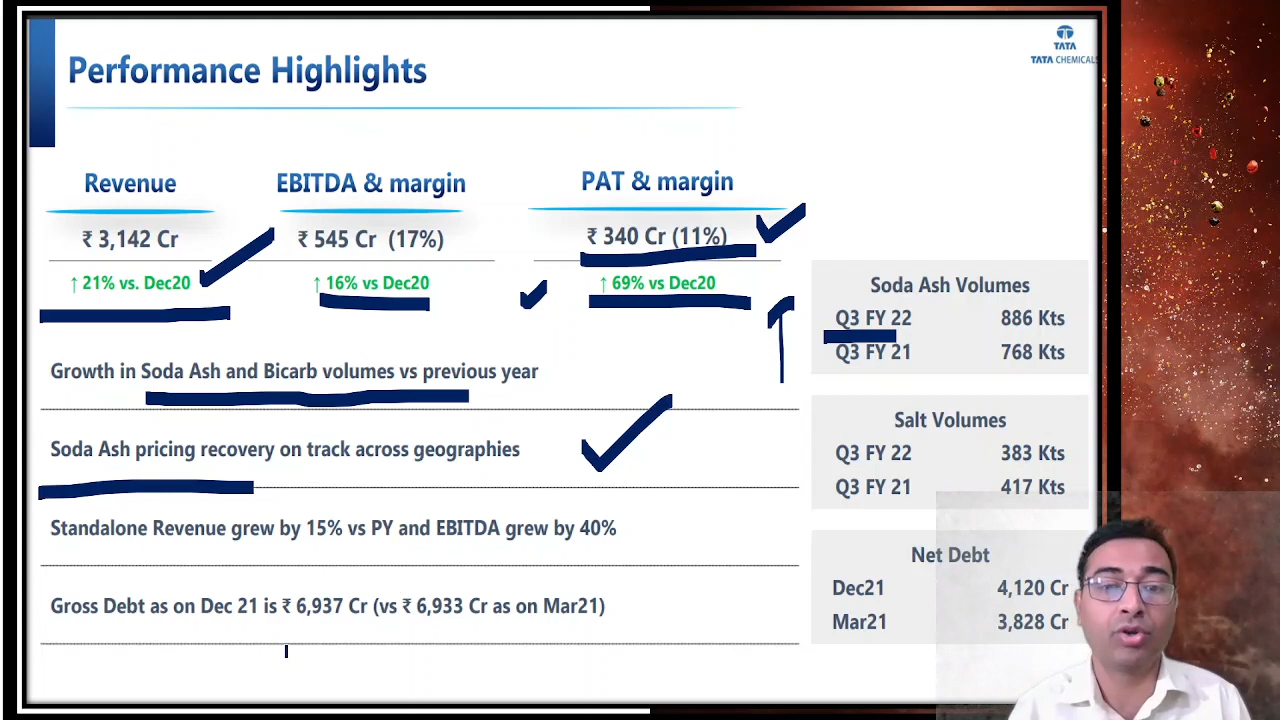 Performance Highlights
TATA
TATA CHEMICALS
Revenue
₹ 3,142 Cr
↑ 21% vs. Dec20
EBITDA & margin
₹ 545 Cr (17%)
↑ 16% vs Dec20
PAT & margin
₹ 340 Cr (11%)
↑ 69% vs Dec20
Growth in Soda Ash and Bicarb volumes vs previous year
Soda Ash pricing recovery on track across geographies
Standalone Revenue grew by 15% vs PY and EBITDA grew by 40%
Gross Debt as on Dec 21 is ₹ 6,937 Cr (vs ₹ 6,933 Cr as on Mar21)
Soda Ash Volumes
Q3 FY 22 886 Kts
Q3 FY 21 768 Kts
Salt Volumes
Q3 FY 22 383 Kts
Q3 FY 21 417 Kts
Net Debt
Dec21 4,120 Cr
Mar21 3,828 Cr